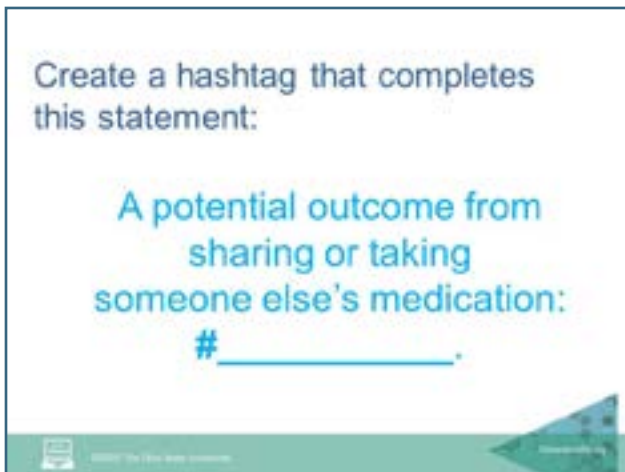 Create a hashtag that completes
this statement:
A potential outcome from
sharing or taking
someone else’s medication:
#___________.